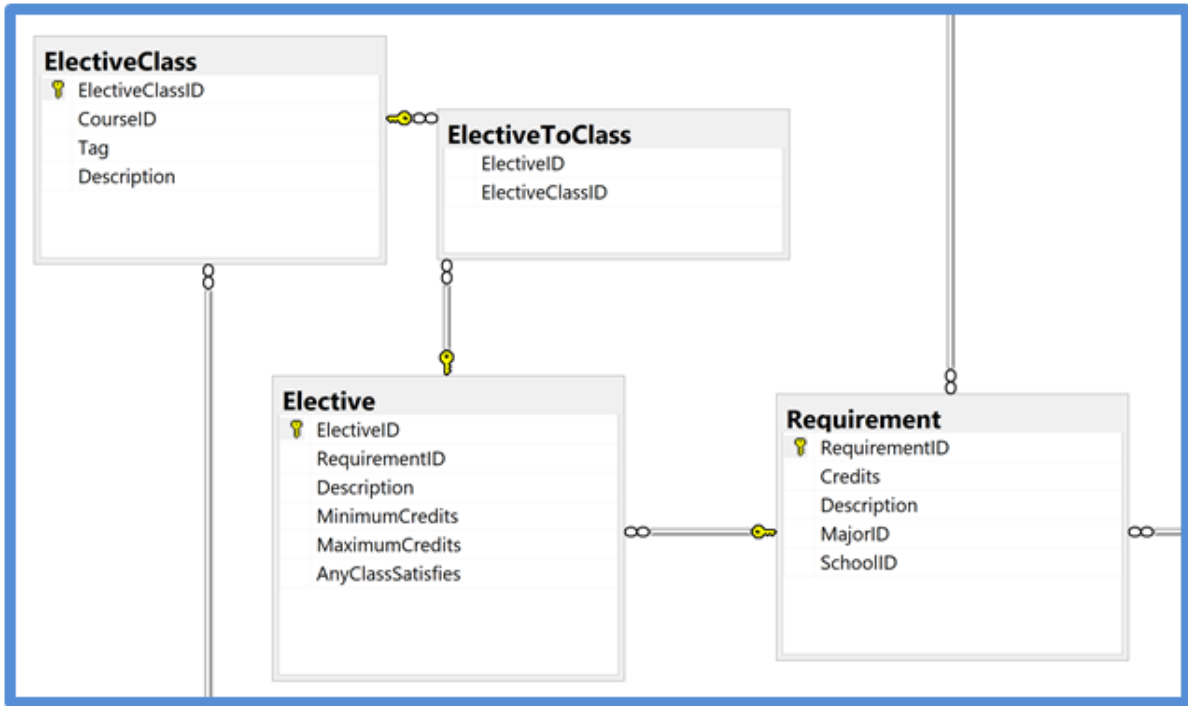 ElectiveClass
ElectiveClassID
CourseID
Tag
Description
ElectiveToClass
ElectiveID
ElectiveClassID
Elective
ElectiveID
RequirementID
Description
MinimumCredits
MaximumCredits
AnyClassSatisfies
Requirement
RequirementID
Credits
Description
MajorID
SchoolID